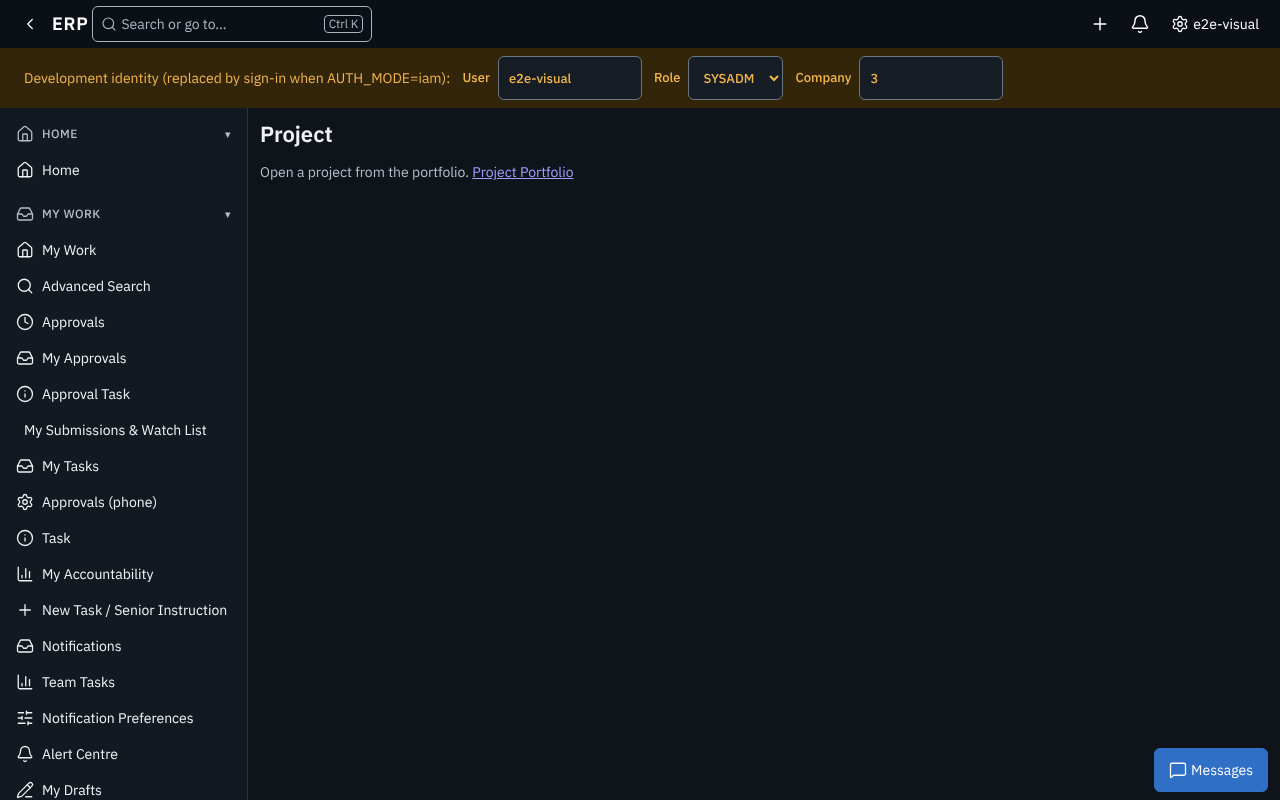 ERP
Search or go to...
Ctrl K
e2e-visual
Development identity (replaced by sign-in when AUTH_MODE=iam):
User
e2e-visual
Role
SYSADM
Company
3
HOME
Home
MY WORK
My Work
Advanced Search
Approvals
My Approvals
Approval Task
My Submissions & Watch List
My Tasks
Approvals (phone)
Task
My Accountability
New Task / Senior Instruction
Notifications
Team Tasks
Notification Preferences
Alert Centre
My Drafts
Project
Open a project from the portfolio. Project Portfolio
Messages